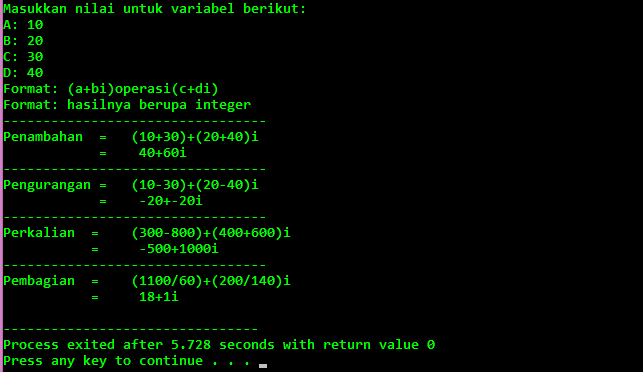 Masukkan nilai untuk variabel berikut:
A: 10
B: 20
C: 30
D: 40
Format: (a+bi)operasi(c+di)
Format: hasilnya berupa integer
---------------------------------
Penambahan  =   (10+30)+(20+40)i
            =    40+60i
---------------------------------
Pengurangan =   (10-30)+(20-40)i
            =    -20+-20i
---------------------------------
Perkalian  =    (300-800)+(400+600)i
           =     -500+1000i
---------------------------------
Pembagian  =    (1100/60)+(200/140)i
           =     18+1i
--------------------------------
Process exited after 5.728 seconds with return value 0
Press any key to continue . . .